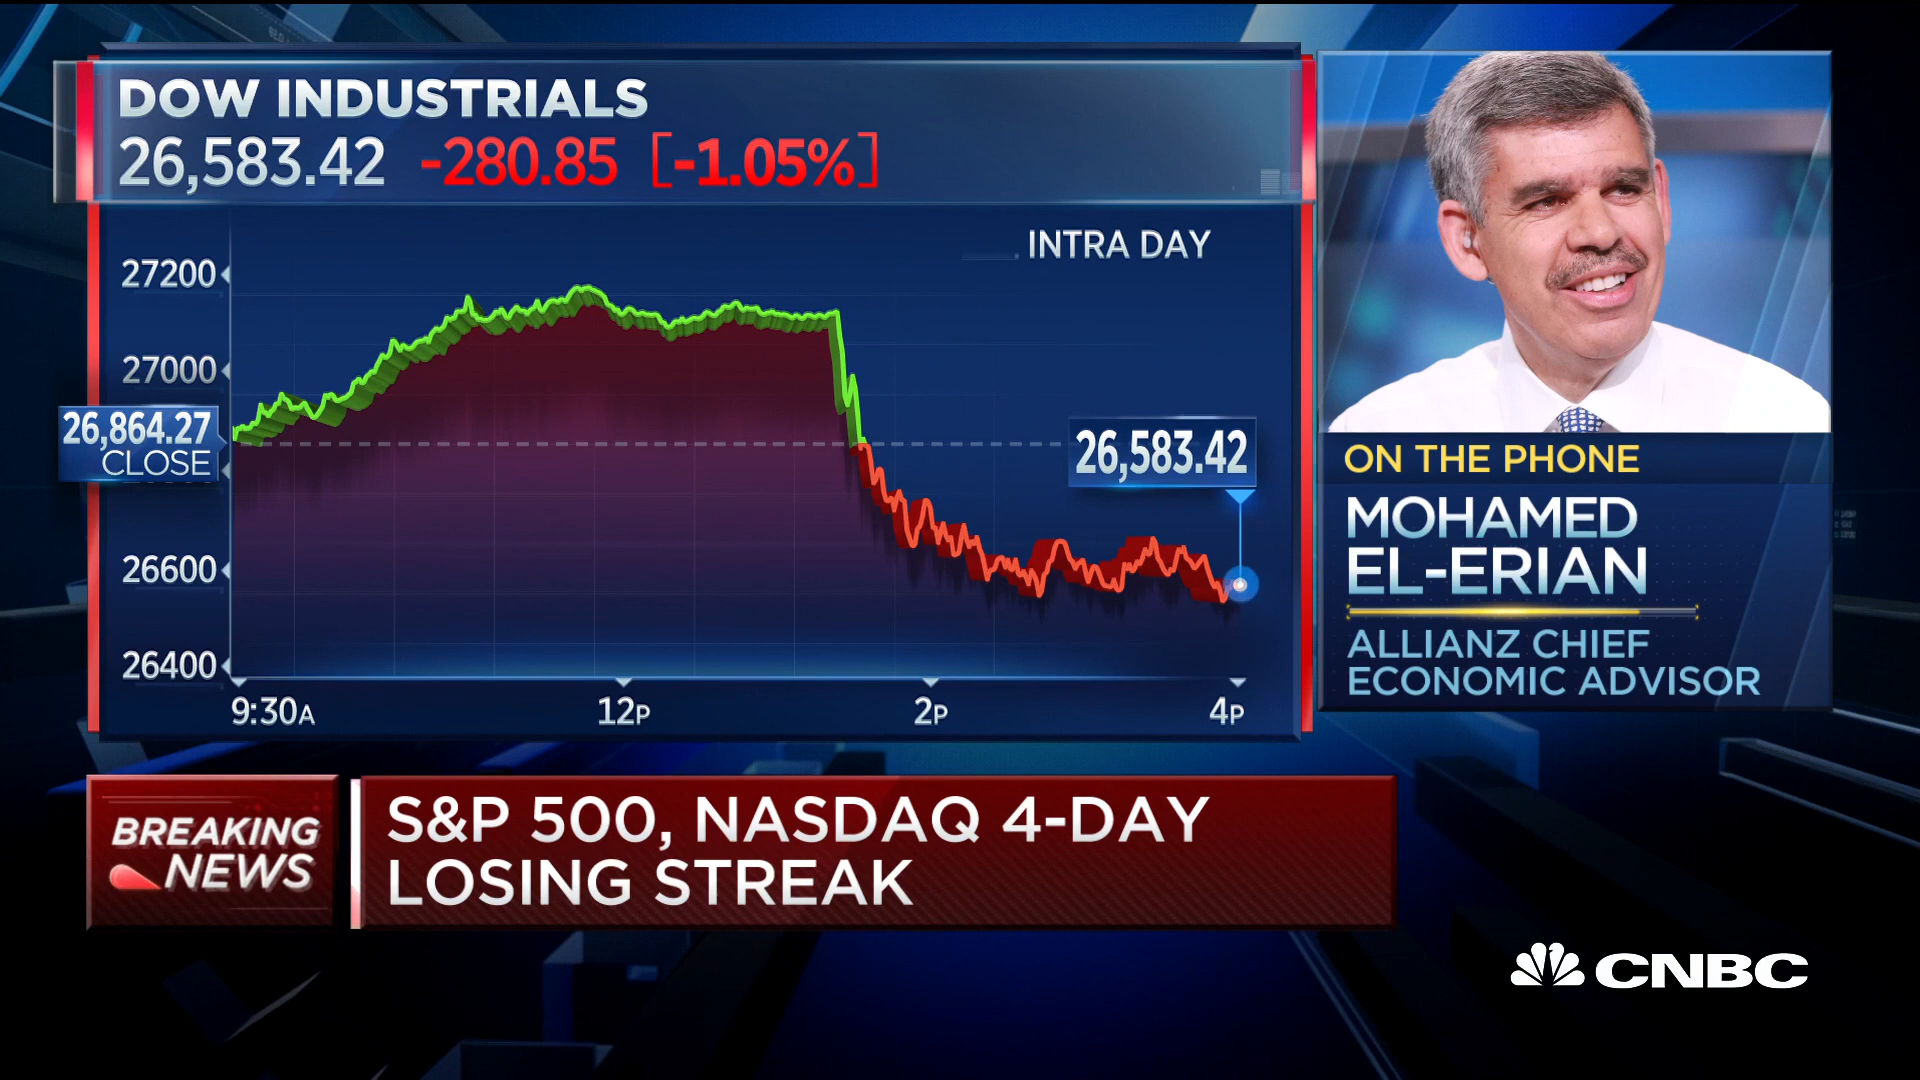 DOW INDUSTRIALS
26,583.42 -280.85 [-1.05%]
INTRA DAY
27200
27000
26,864.27
CLOSE
26,583.42
26600
26400
9:30A 12P 2P 4P
ON THE PHONE
MOHAMED
EL-ERIAN
ALLIANZ CHIEF
ECONOMIC ADVISOR
BREAKING
NEWS
S&P 500, NASDAQ 4-DAY
LOSING STREAK
CNBC